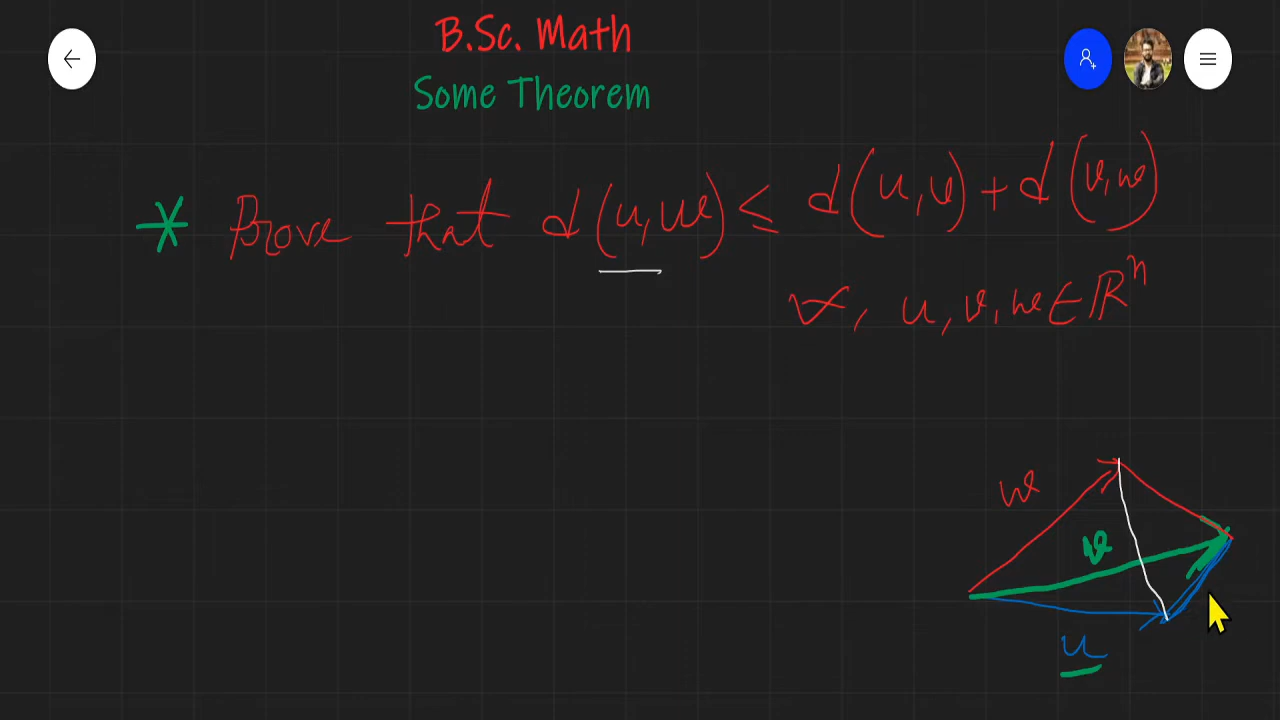 B.Sc. Math
Some Theorem
* Prove that d(u,w) ≤ d(u,v) + d(v,w)
∀, u, v, w ∈ ℝⁿ
w
v
u